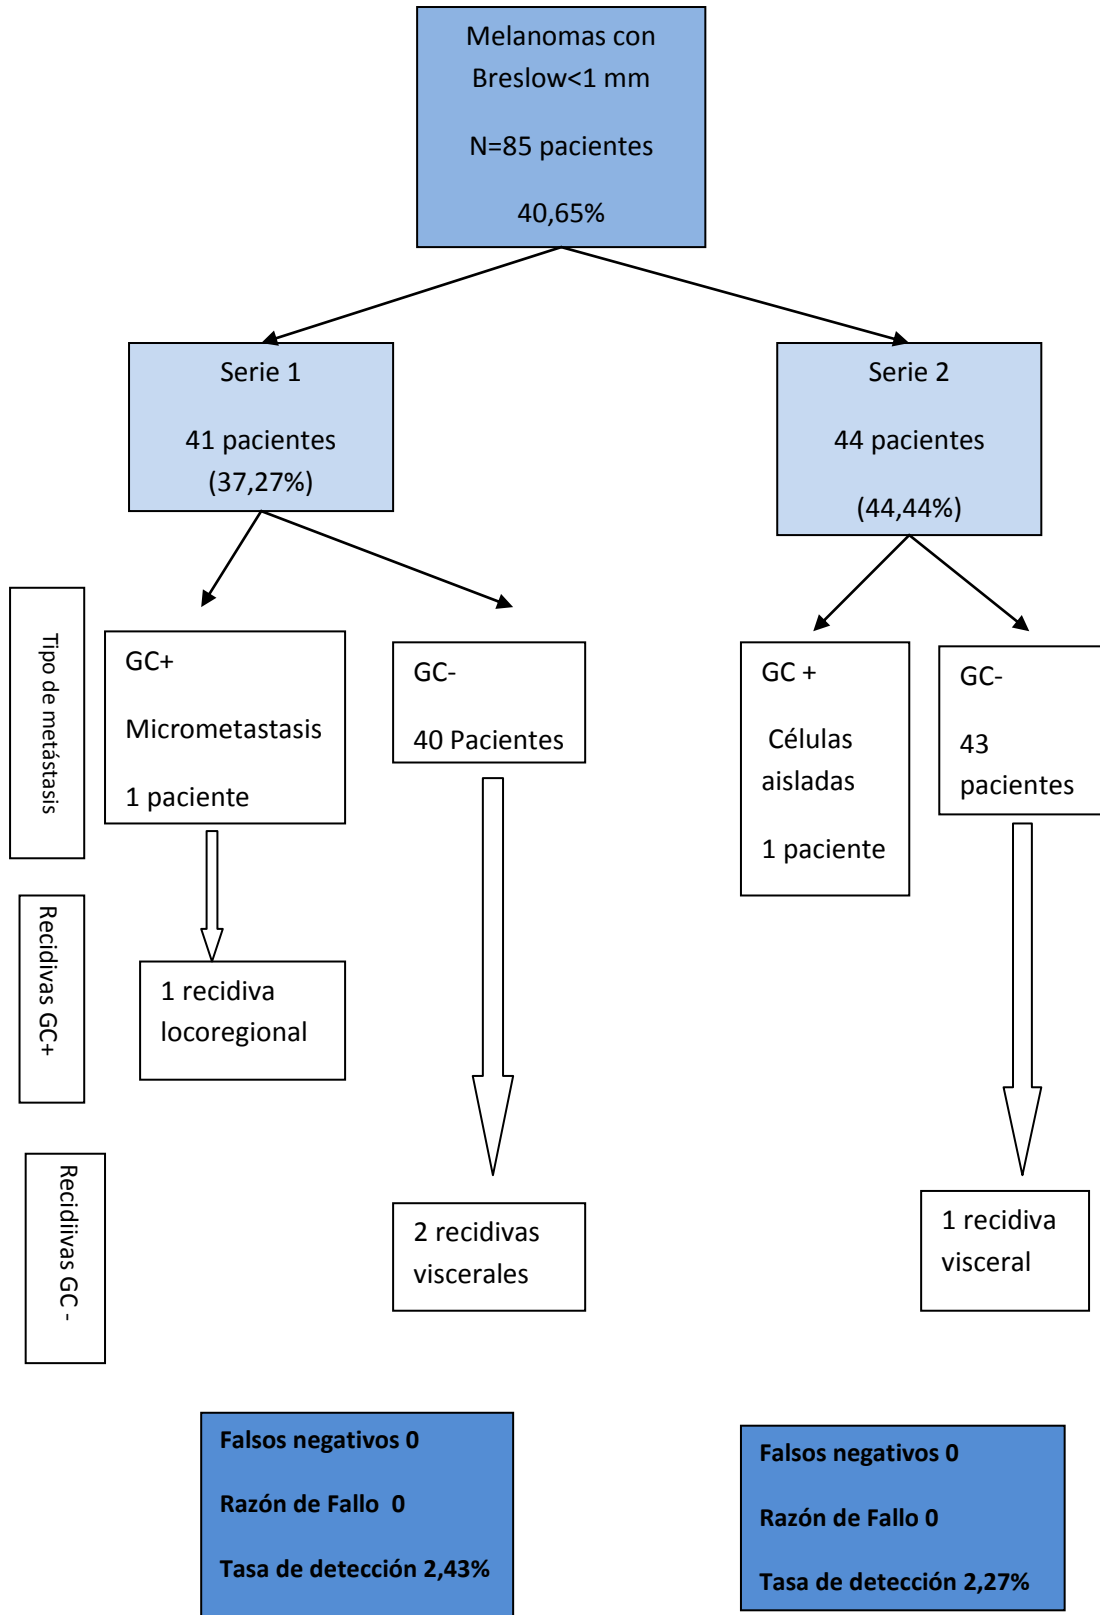 Melanomas con
Breslow<1 mm
N=85 pacientes
40,65%
Serie 1
41 pacientes
(37,27%)
Serie 2
44 pacientes
(44,44%)
Tipo de metástasis
GC+
Micrometastasis
1 paciente
GC-
40 Pacientes
GC +
Células
aisladas
1 paciente
GC-
43
pacientes
Recidivas GC+
1 recidiva
locoregional
Recidiivas GC -
2 recidivas
viscerales
1 recidiva
visceral
Falsos negativos 0
Razón de Fallo 0
Tasa de detección 2,43%
Falsos negativos 0
Razón de Fallo 0
Tasa de detección 2,27%